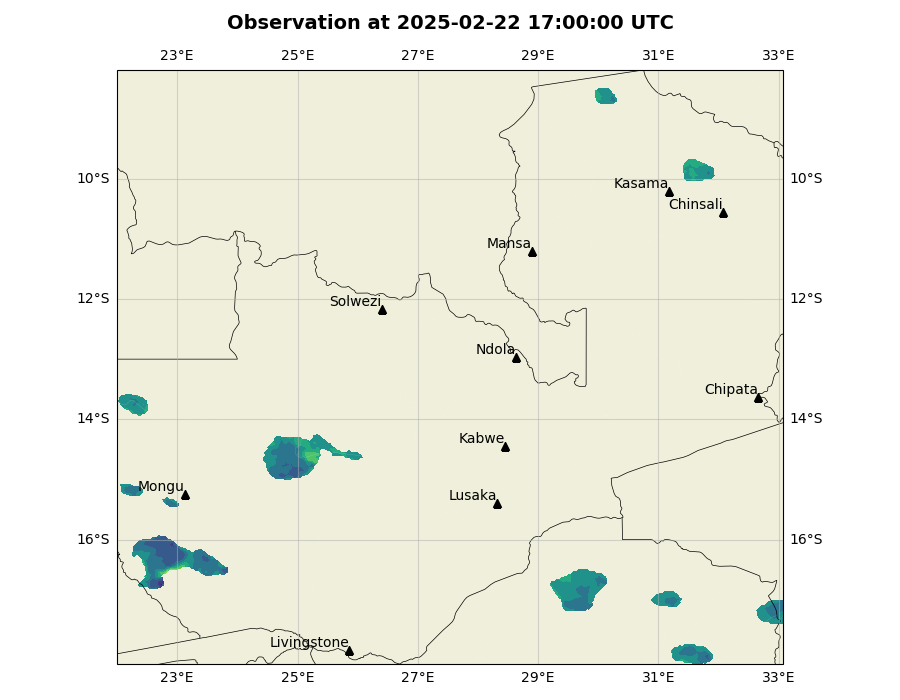 Observation at 2025-02-22 17:00:00 UTC
23°E 25°E 27°E 29°E 31°E 33°E
10°S 10°S
Kasama
Chinsali
Mansa
12°S 12°S
Solwezi
Ndola
Chipata
14°S 14°S
Kabwe
Mongu
Lusaka
16°S 16°S
Livingstone
23°E 25°E 27°E 29°E 31°E 33°E